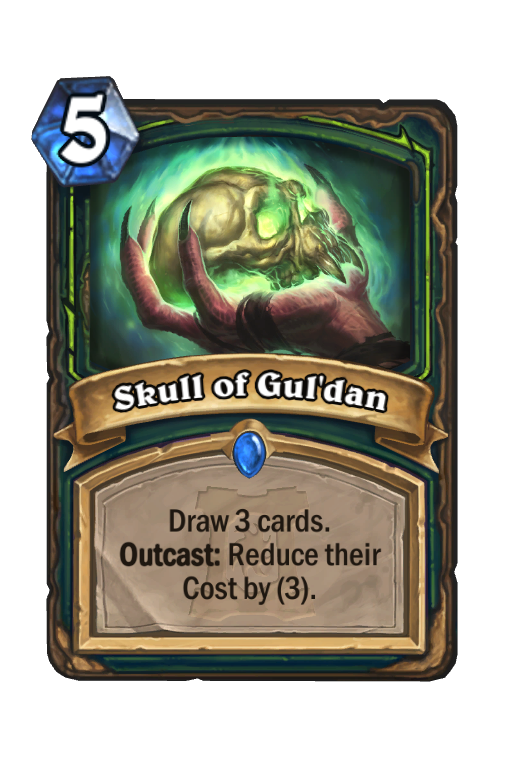 5
Skull of Gul'dan
Draw 3 cards.
Outcast: Reduce their
Cost by (3).